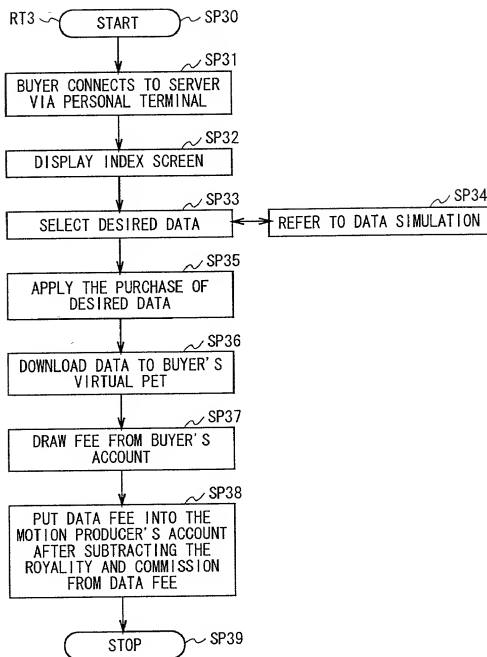 RT3
START
SP30
SP31
BUYER CONNECTS TO SERVER
VIA PERSONAL TERMINAL
SP32
DISPLAY INDEX SCREEN
SP33
SELECT DESIRED DATA
SP34
REFER TO DATA SIMULATION
SP35
APPLY THE PURCHASE OF
DESIRED DATA
SP36
DOWNLOAD DATA TO BUYER'S
VIRTUAL PET
SP37
DRAW FEE FROM BUYER'S
ACCOUNT
SP38
PUT DATA FEE INTO THE
MOTION PRODUCER'S ACCOUNT
AFTER SUBTRACTING THE
ROYALITY AND COMMISSION
FROM DATA FEE
STOP
SP39